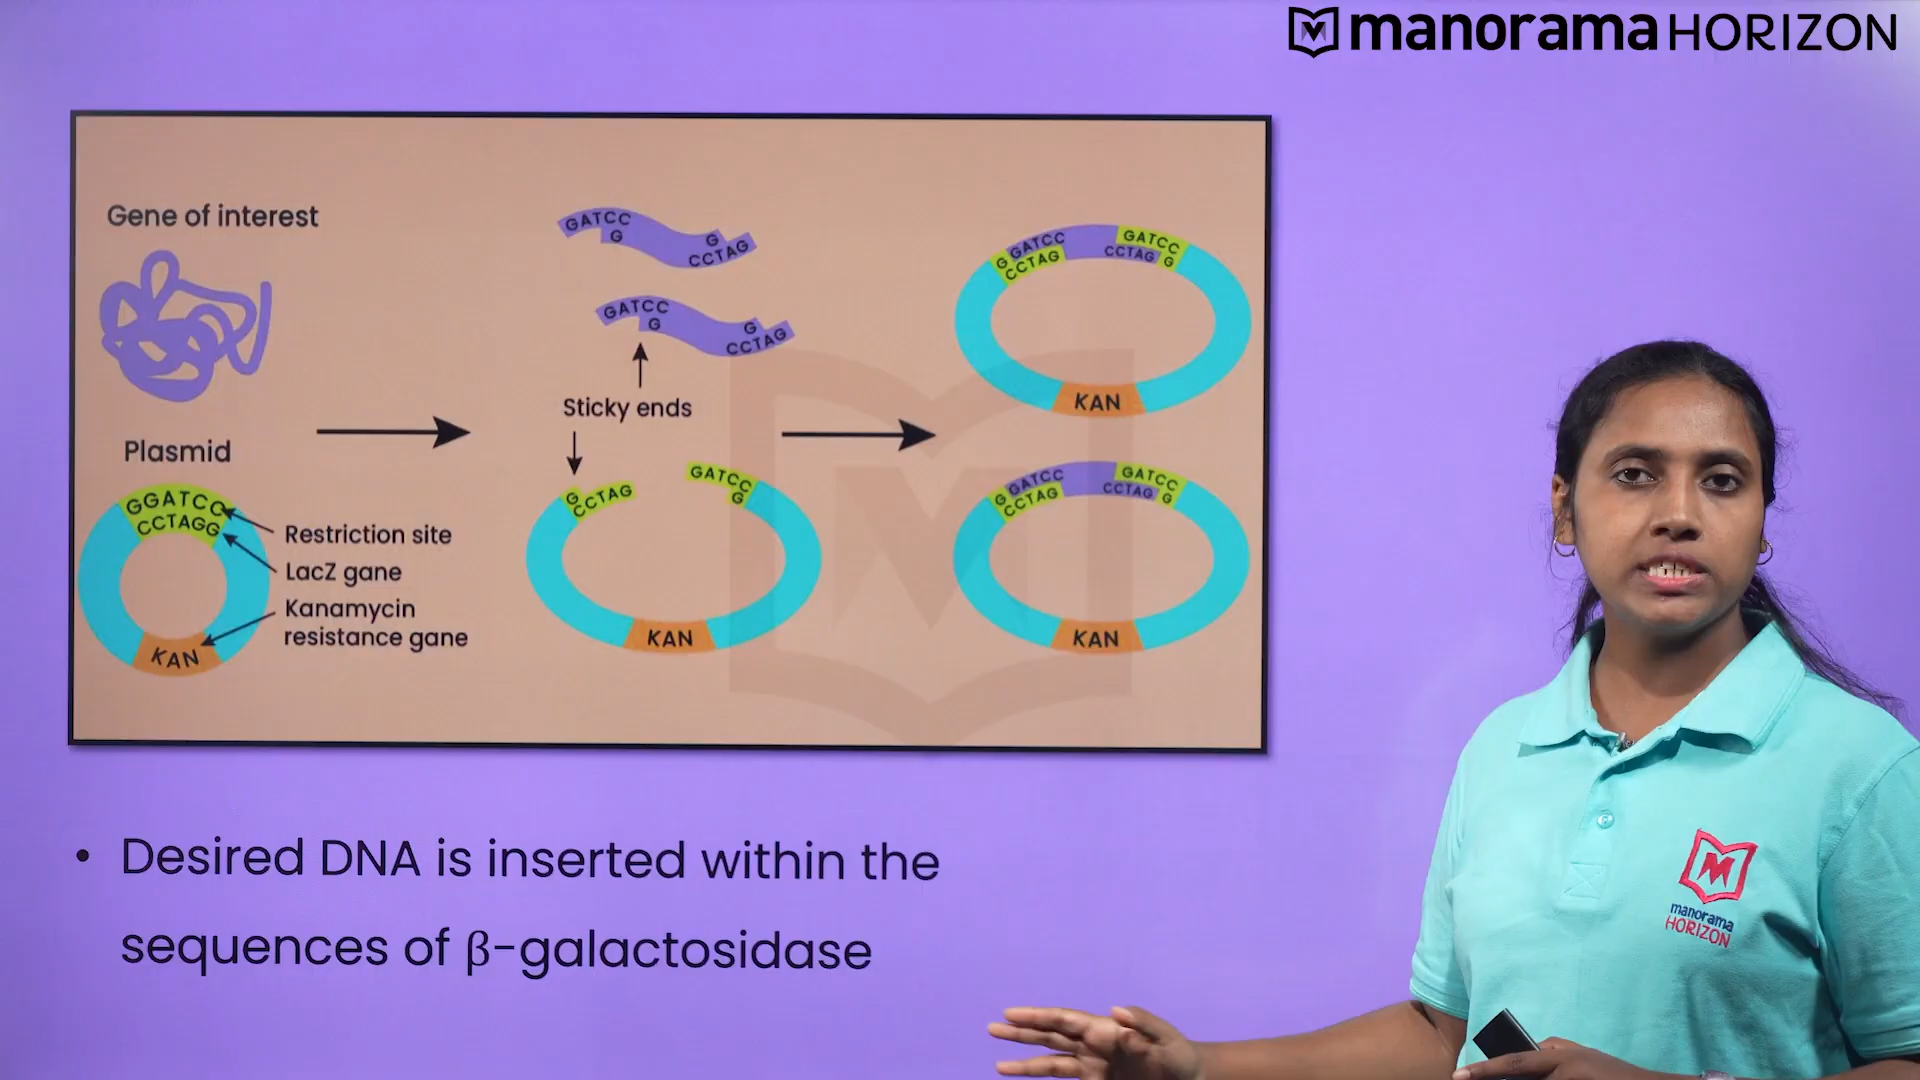 manorama HORIZON
Gene of interest
Plasmid
GGATCC
CCTAGG
Restriction site
LacZ gane
Kanamycin
resistance gane
KAN
GATCC
G
G
CCTAG
GATCC
G
G
CCTAG
Sticky ends
G
CCTAG
GATCC
G
KAN
G GATCC
CCTAG
GATCC
CCTAG G
KAN
G GATCC
CCTAG
GATCC
CCTAG G
KAN
• Desired DNA is inserted within the
sequences of β-galactosidase
manorama
HORIZON